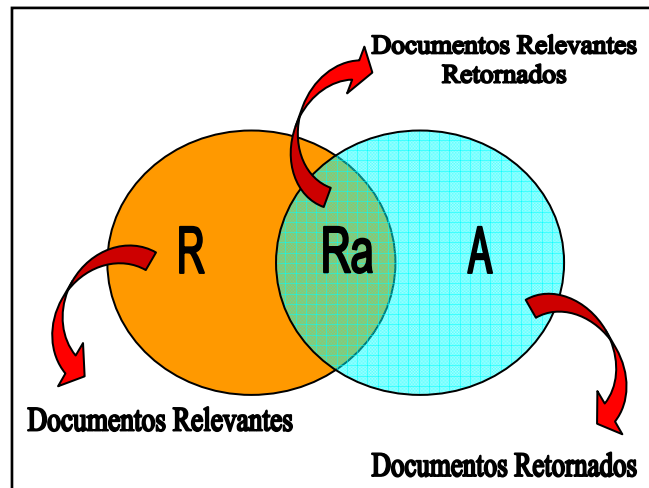 Documentos Relevantes
Retornados
R
Ra
A
Documentos Relevantes
Documentos Retornados